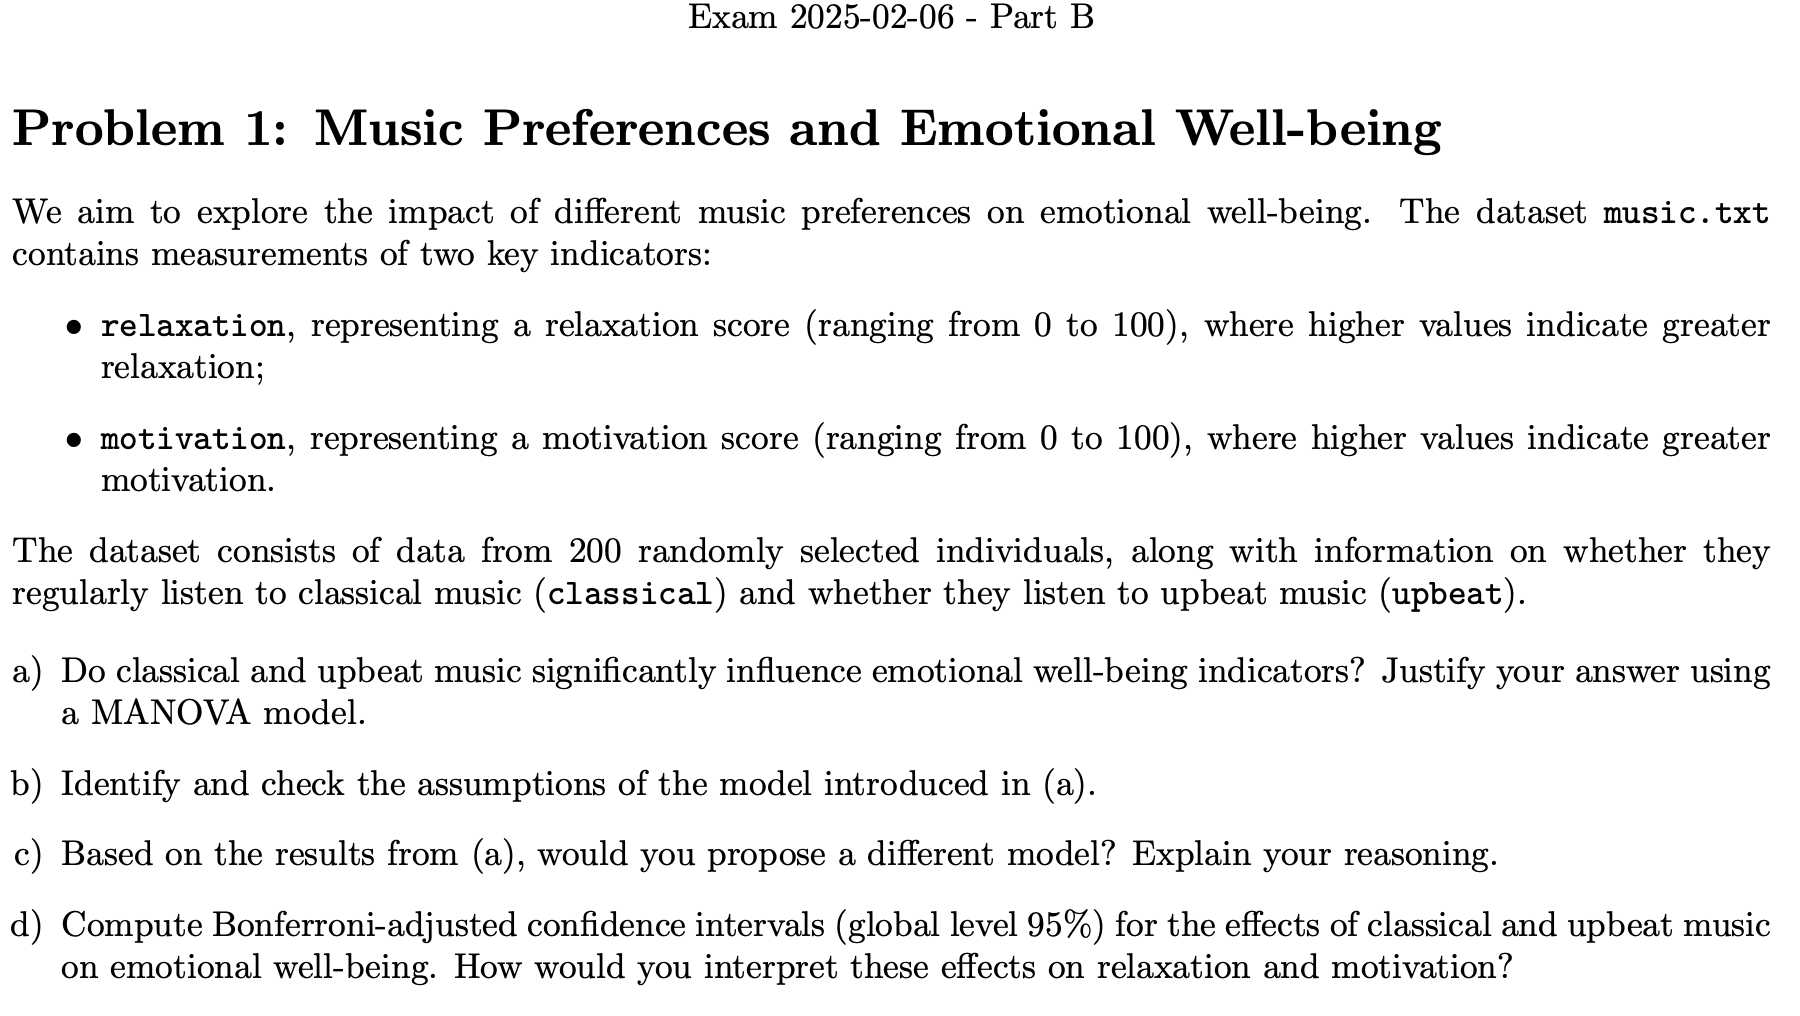 Exam 2025-02-06 - Part B
Problem 1: Music Preferences and Emotional Well-being
We aim to explore the impact of different music preferences on emotional well-being. The dataset music.txt
contains measurements of two key indicators:
• relaxation, representing a relaxation score (ranging from 0 to 100), where higher values indicate greater
relaxation;
• motivation, representing a motivation score (ranging from 0 to 100), where higher values indicate greater
motivation.
The dataset consists of data from 200 randomly selected individuals, along with information on whether they
regularly listen to classical music (classical) and whether they listen to upbeat music (upbeat).
a) Do classical and upbeat music significantly influence emotional well-being indicators? Justify your answer using
a MANOVA model.
b) Identify and check the assumptions of the model introduced in (a).
c) Based on the results from (a), would you propose a different model? Explain your reasoning.
d) Compute Bonferroni-adjusted confidence intervals (global level 95%) for the effects of classical and upbeat music
on emotional well-being. How would you interpret these effects on relaxation and motivation?